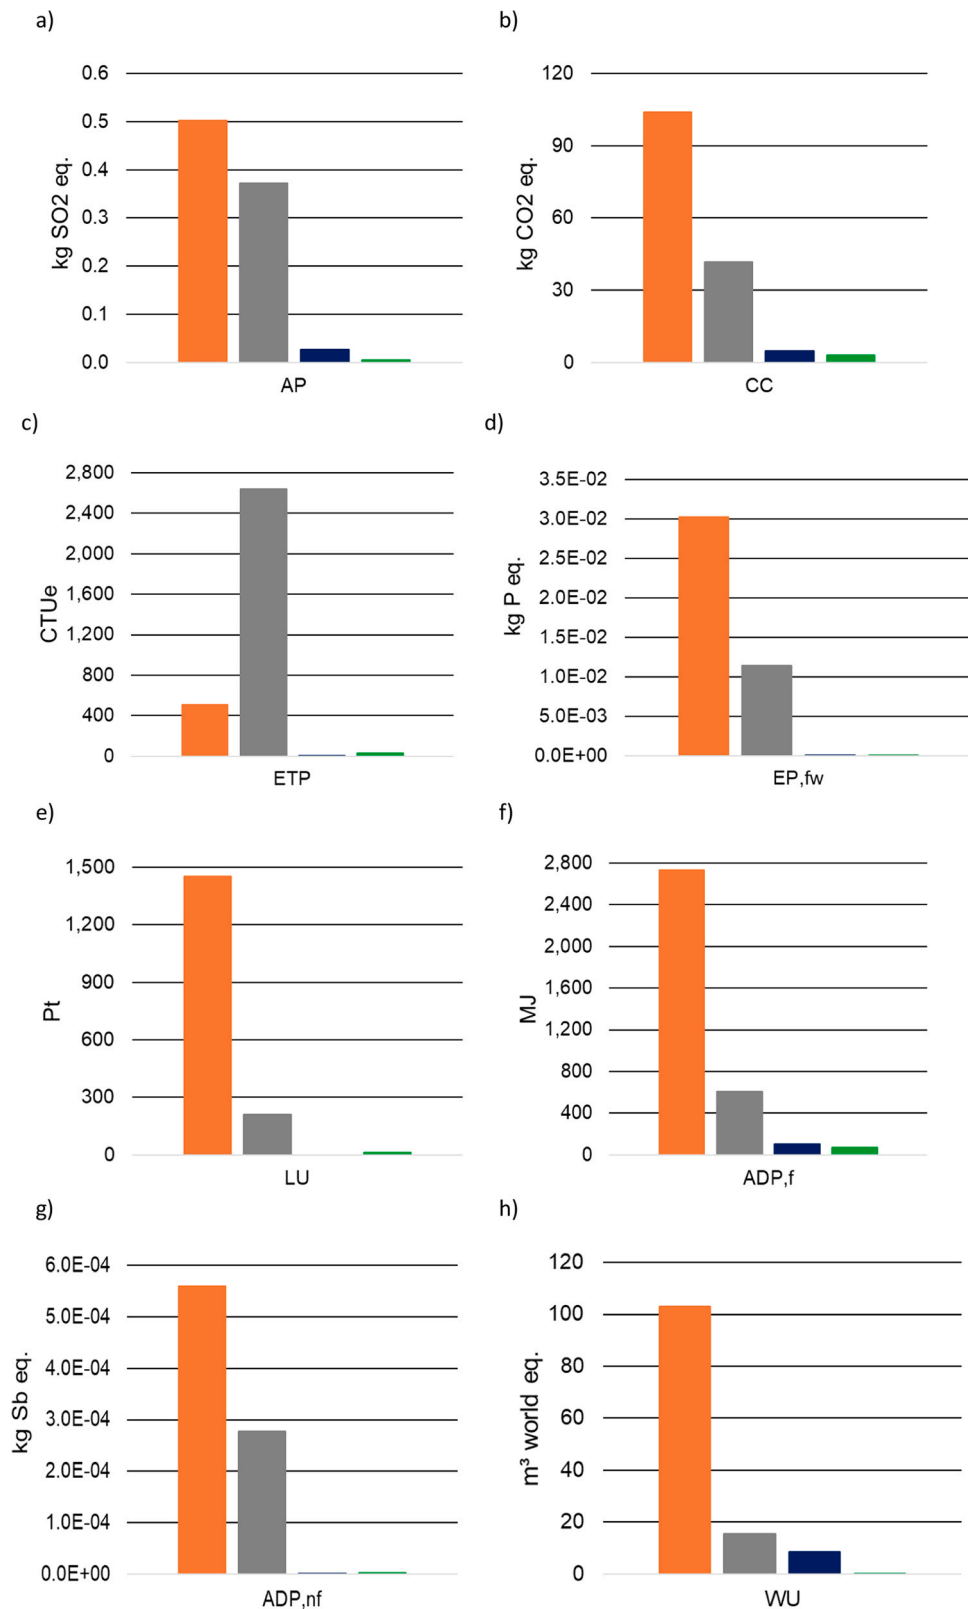 a)
0.6
0.5
0.4
0.3
0.2
0.1
0.0
kg SO2 eq.
AP
b)
120
90
60
30
0
kg CO2 eq.
CC
c)
2,800
2,400
2,000
1,600
1,200
800
400
0
CTUe
ETP
d)
3.5E-02
3.0E-02
2.5E-02
2.0E-02
1.5E-02
1.0E-02
5.0E-03
0.0E+00
kg P eq.
EP,fw
e)
1,500
1,200
900
600
300
0
Pt
LU
f)
2,800
2,400
2,000
1,600
1,200
800
400
0
MJ
ADP,f
g)
6.0E-04
5.0E-04
4.0E-04
3.0E-04
2.0E-04
1.0E-04
0.0E+00
kg Sb eq.
ADP,nf
h)
120
100
80
60
40
20
0
m³ world eq.
WU